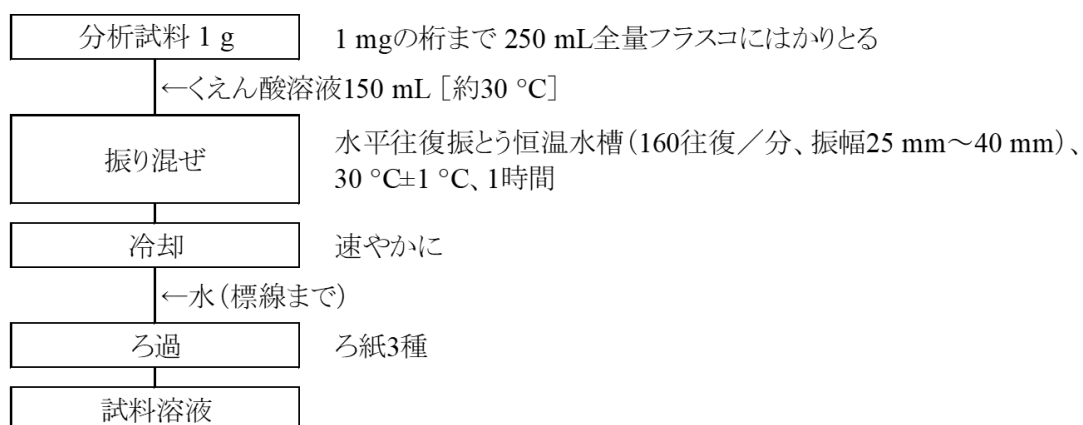 分析試料 1 g
1 mgの桁まで 250 mL全量フラスコにはかりとる
←くえん酸溶液150 mL [約30 °C]
振り混ぜ
水平往復振とう恒温水槽(160往復/分、振幅25 mm～40 mm)、
30 °C±1 °C、1時間
冷却
速やかに
←水(標線まで)
ろ過
ろ紙3種
試料溶液